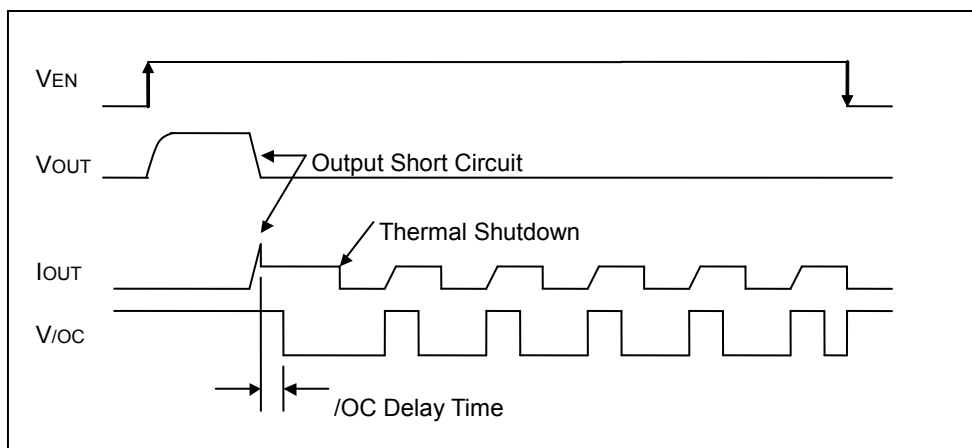 VEN
VOUT
Output Short Circuit
Thermal Shutdown
IOUT
V/OC
/OC Delay Time